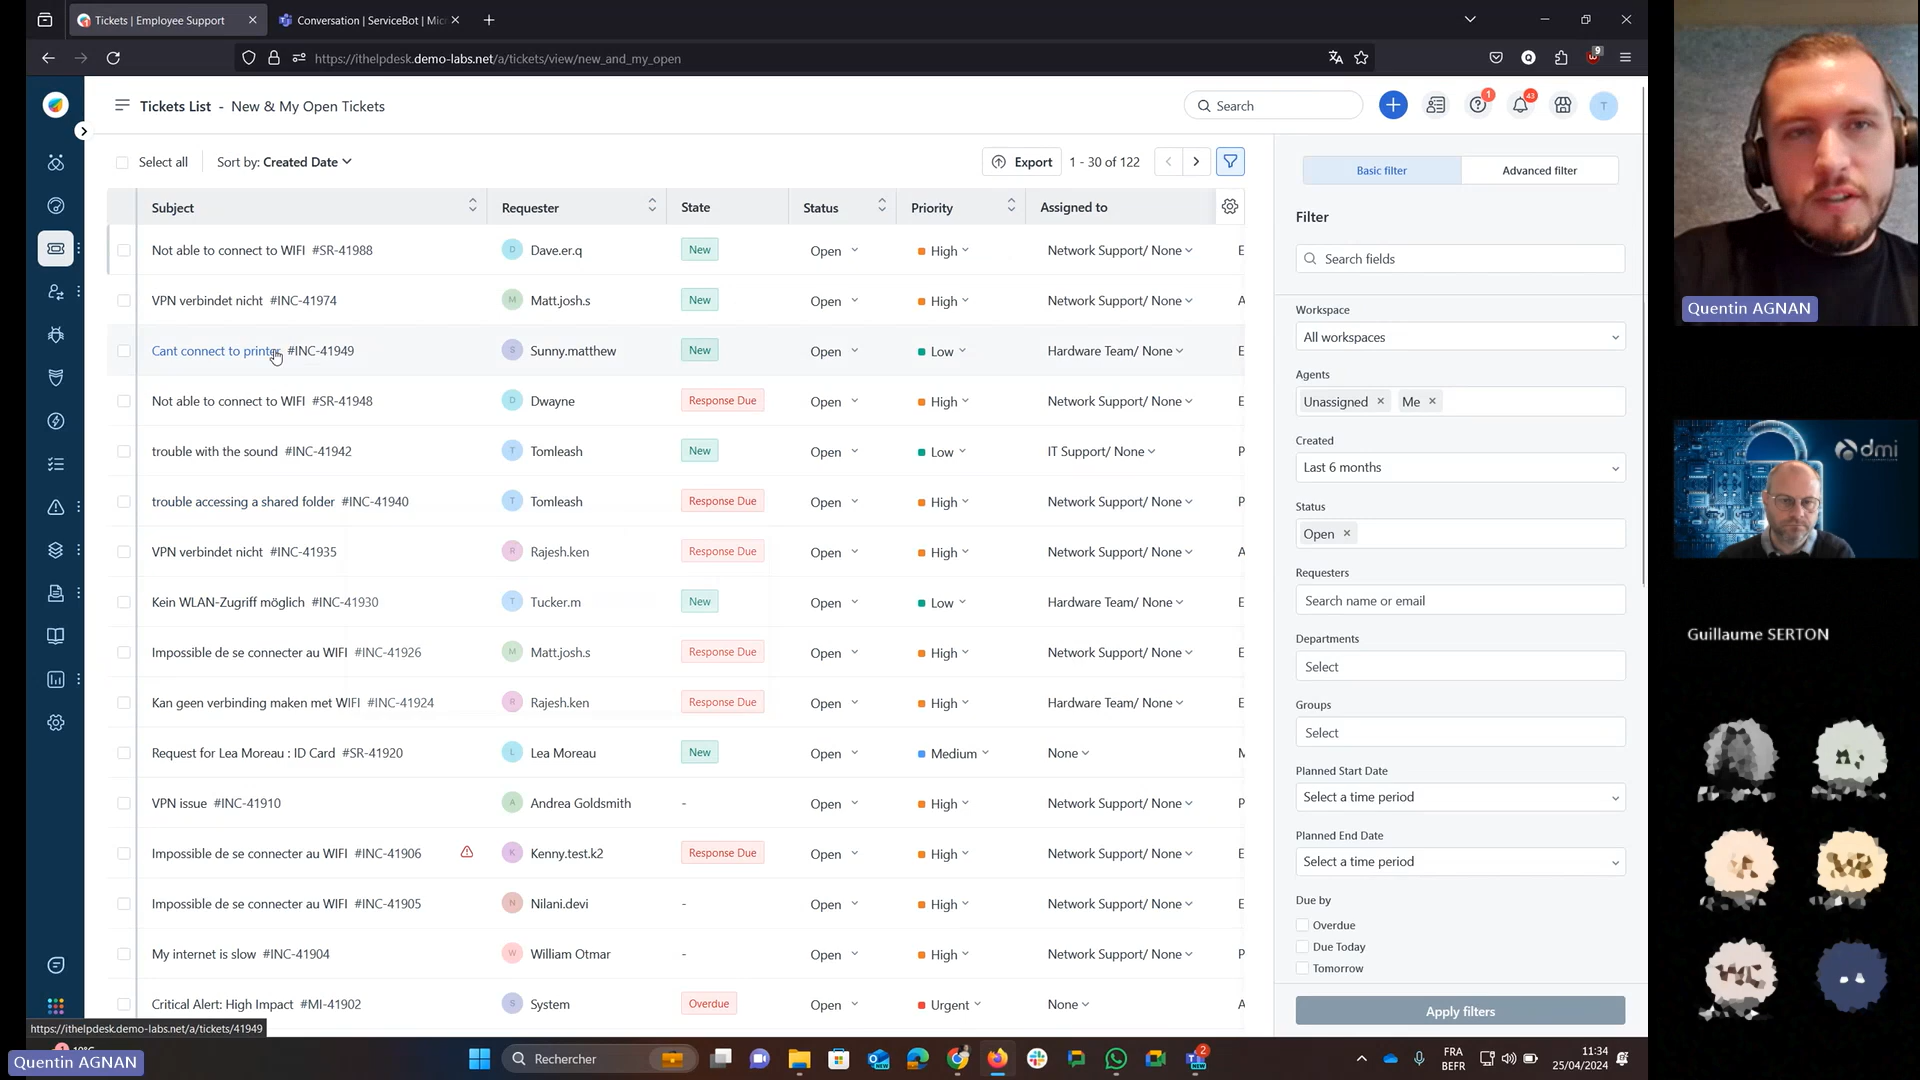 Tickets | Employee Support
Conversation | ServiceBot | Mic
https://ithelpdesk.demo-labs.net/a/tickets/view/new_and_my_open
9
Tickets List - New & My Open Tickets
Search
1
43
T
Select all
Sort by: Created Date
Export
1 - 30 of 122
Subject
Requester
State
Status
Priority
Assigned to
Not able to connect to WIFI #SR-41988
D
Dave.er.q
New
Open
High
Network Support/ None
E
VPN verbindet nicht #INC-41974
M
Matt.josh.s
New
Open
High
Network Support/ None
A
Cant connect to printer #INC-41949
S
Sunny.matthew
New
Open
Low
Hardware Team/ None
E
Not able to connect to WIFI #SR-41948
D
Dwayne
Response Due
Open
High
Network Support/ None
E
trouble with the sound #INC-41942
T
Tomleash
New
Open
Low
IT Support/ None
P
trouble accessing a shared folder #INC-41940
T
Tomleash
Response Due
Open
High
Network Support/ None
P
VPN verbindet nicht #INC-41935
R
Rajesh.ken
Response Due
Open
High
Network Support/ None
A
Kein WLAN-Zugriff möglich #INC-41930
T
Tucker.m
New
Open
Low
Hardware Team/ None
E
Impossible de se connecter au WIFI #INC-41926
M
Matt.josh.s
Response Due
Open
High
Network Support/ None
E
Kan geen verbinding maken met WIFI #INC-41924
R
Rajesh.ken
Response Due
Open
High
Hardware Team/ None
E
Request for Lea Moreau : ID Card #SR-41920
L
Lea Moreau
New
Open
Medium
None
M
VPN issue #INC-41910
A
Andrea Goldsmith
-
Open
High
Network Support/ None
P
Impossible de se connecter au WIFI #INC-41906
K
Kenny.test.k2
Response Due
Open
High
Network Support/ None
E
Impossible de se connecter au WIFI #INC-41905
N
Nilani.devi
-
Open
High
Network Support/ None
E
My internet is slow #INC-41904
W
William Otmar
-
Open
High
Network Support/ None
P
Critical Alert: High Impact #MI-41902
S
System
Overdue
Open
Urgent
None
A
Basic filter
Advanced filter
Filter
Search fields
Workspace
All workspaces
Agents
Unassigned
Me
Created
Last 6 months
Status
Open
Requesters
Search name or email
Departments
Select
Groups
Select
Planned Start Date
Select a time period
Planned End Date
Select a time period
Due by
Overdue
Due Today
Tomorrow
Apply filters
https://ithelpdesk.demo-labs.net/a/tickets/41949
Quentin AGNAN
Rechercher
2
FRA
BEFR
11:34
25/04/2024
Quentin AGNAN
dmi
Guillaume SERTON